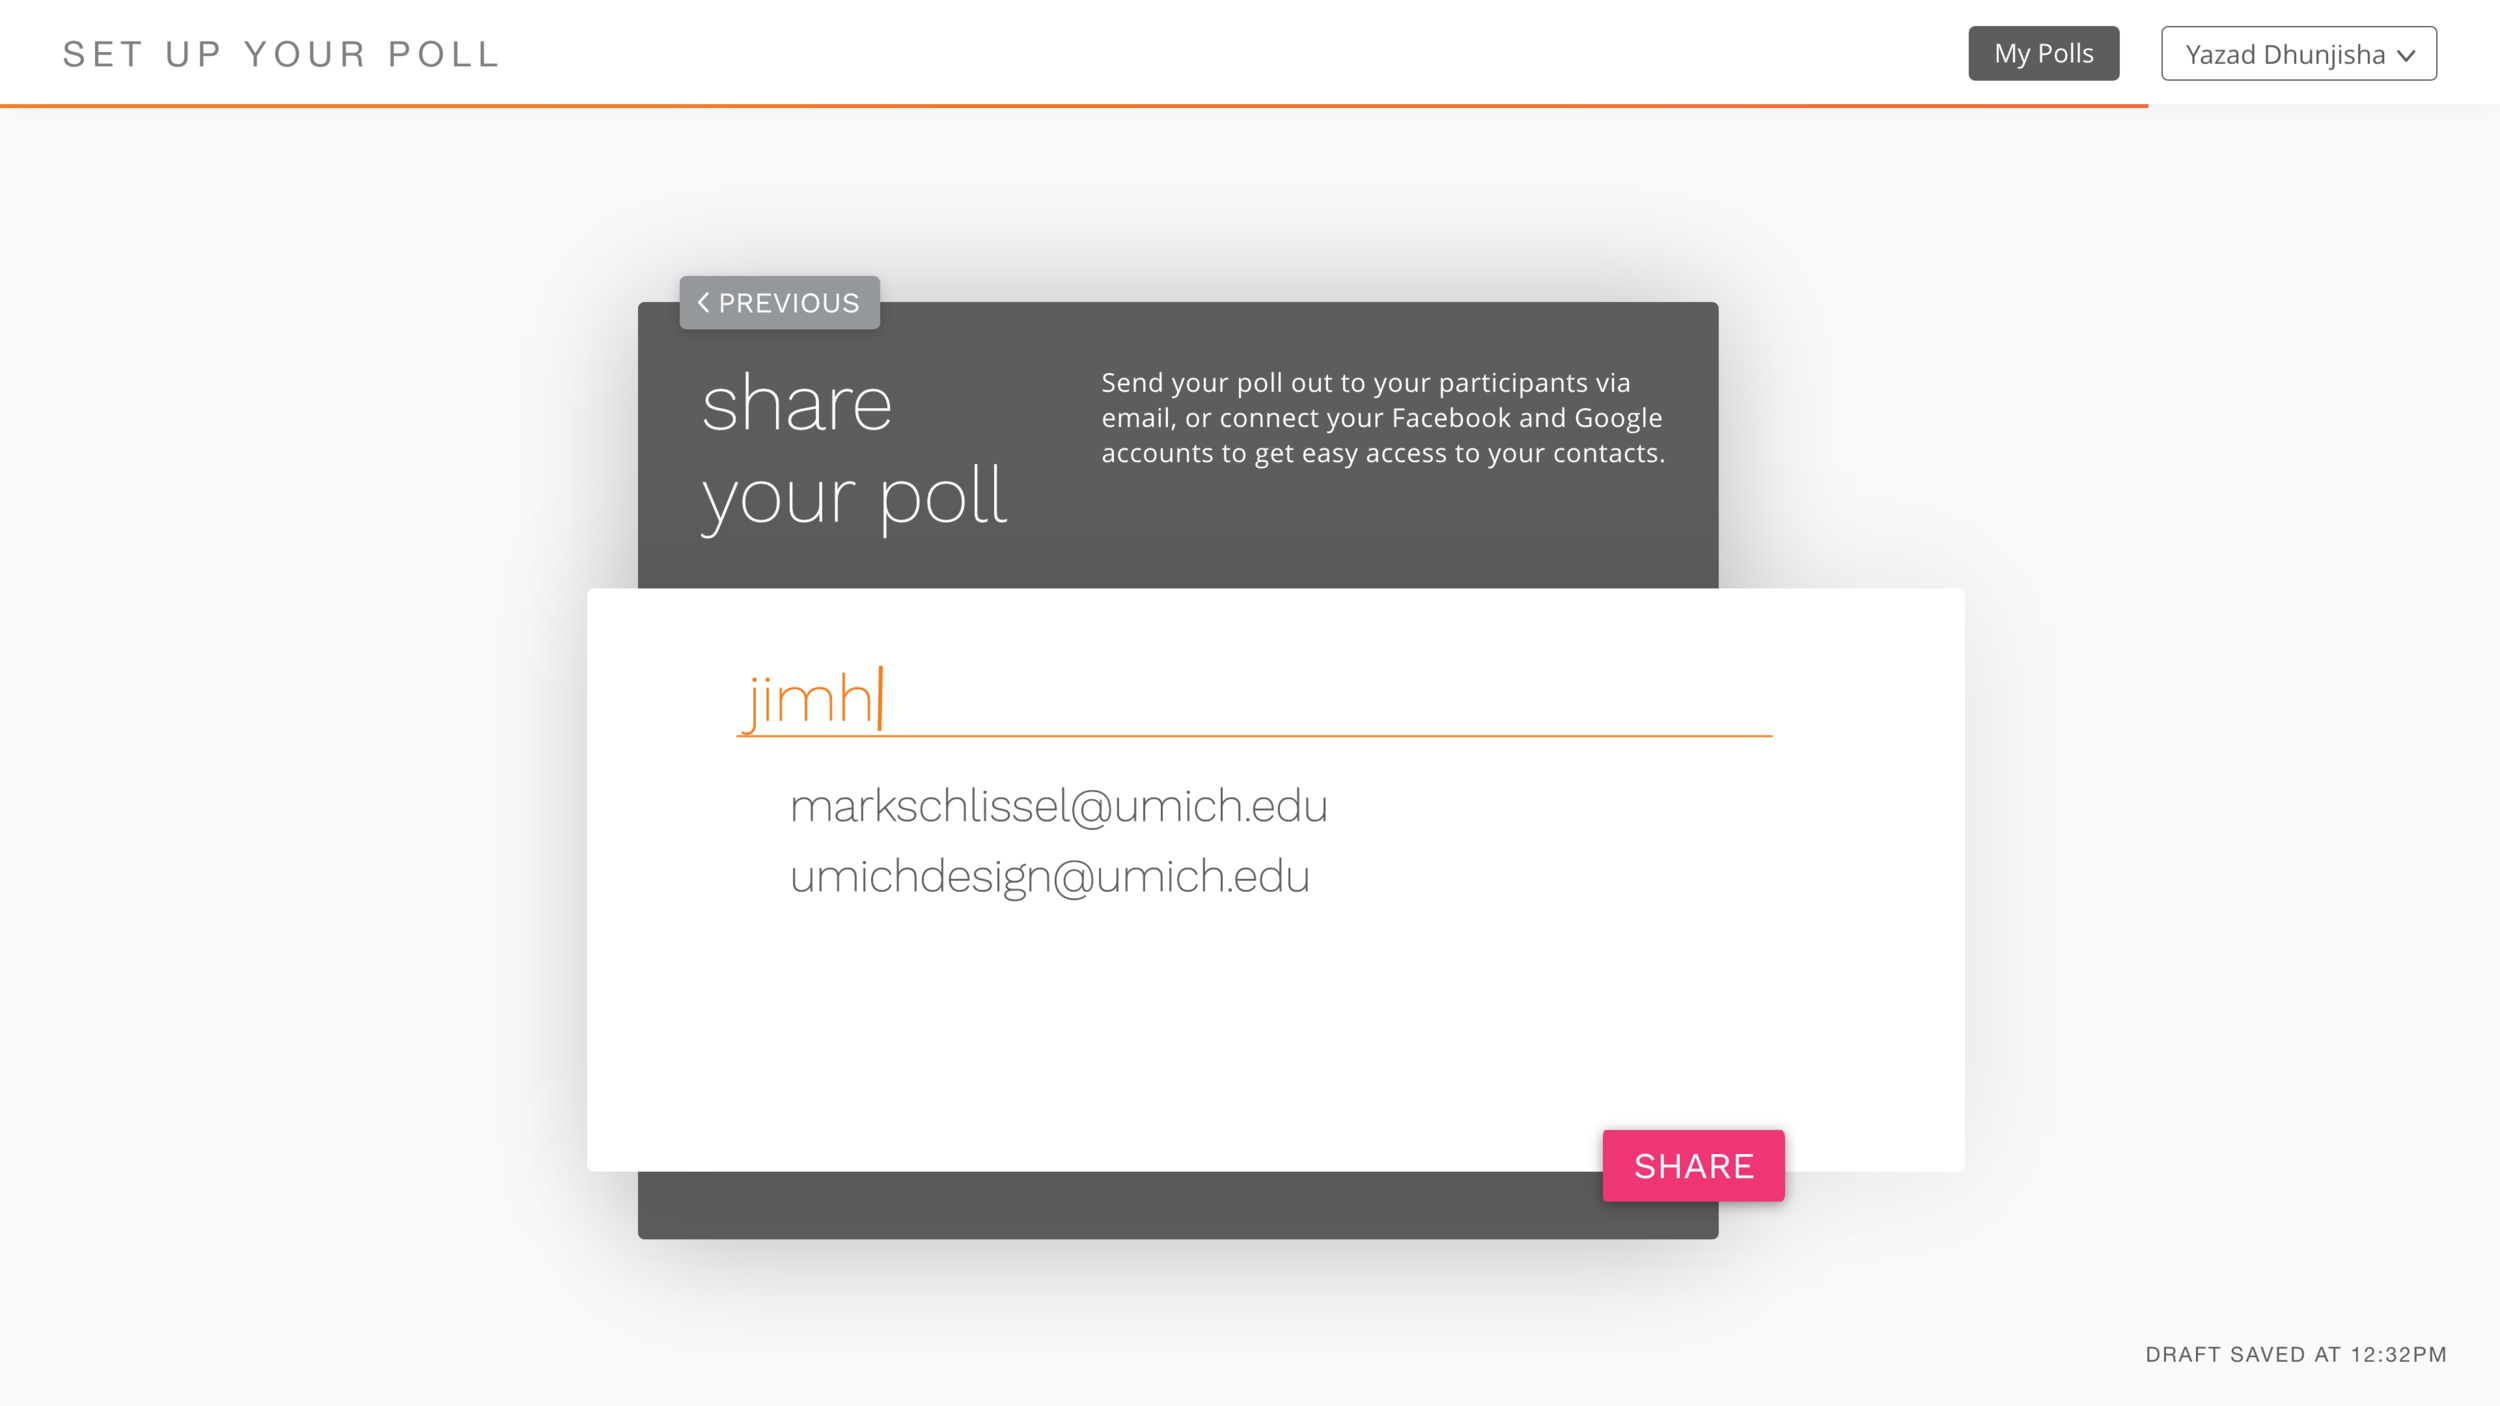 SET UP YOUR POLL
My Polls
Yazad Dhunjisha
PREVIOUS
share
your poll
Send your poll out to your participants via
email, or connect your Facebook and Google
accounts to get easy access to your contacts.
jimh
markschlissel@umich.edu
umichdesign@umich.edu
SHARE
DRAFT SAVED AT 12:32PM